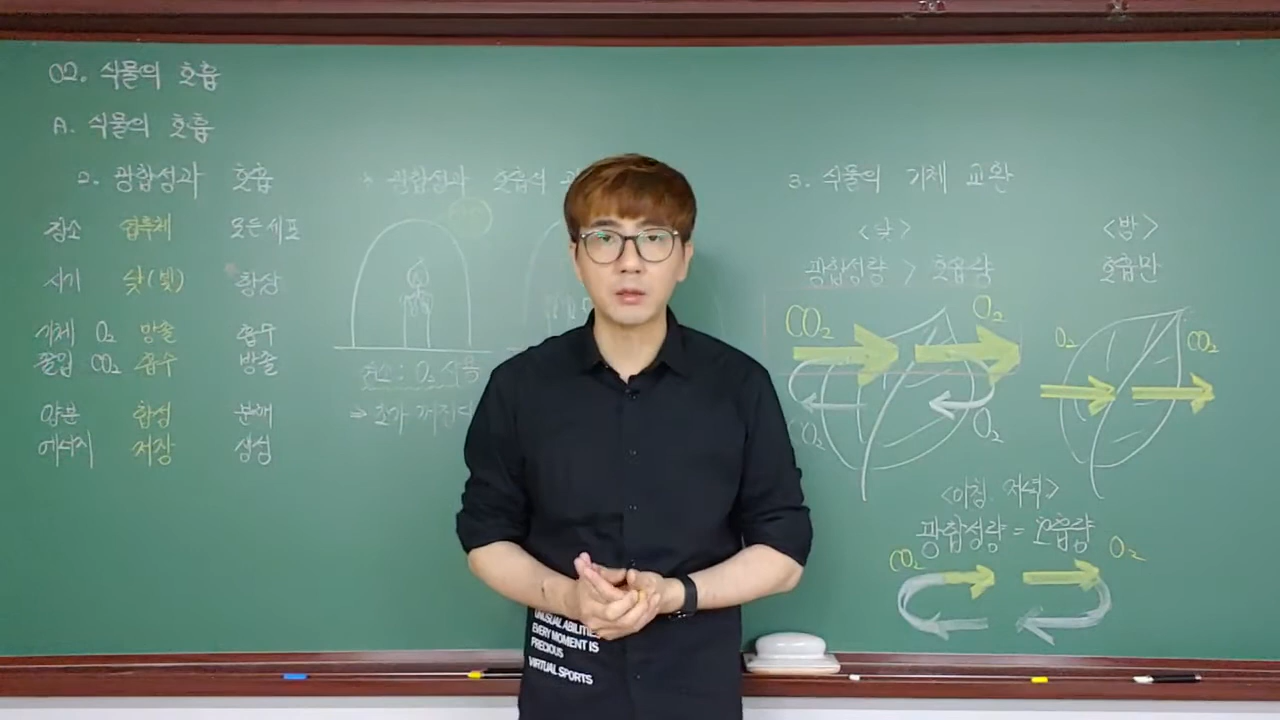 02. 식물의 호흡
A. 식물의 호흡
2. 광합성과 호흡
장소 엽록체 모든세포
시기 낮(빛) 항상
기체 O₂ 방출 흡수
출입 CO₂ 흡수 방출
양분 합성 분해
에너지 저장 생성
광합성과 호흡의
산소 : O₂ 식물
⇒ 초가 꺼진다
3. 식물의 기체 교환
<낮>
광합성량 > 호흡량
CO₂ O₂
CO₂ O₂
<밤>
호흡만
O₂ CO₂
<아침. 저녁>
광합성량 = 호흡량
CO₂ O₂
UNUSUAL ABILITIES
EVERY MOMENT IS
PRECIOUS
VIRTUAL SPORTS